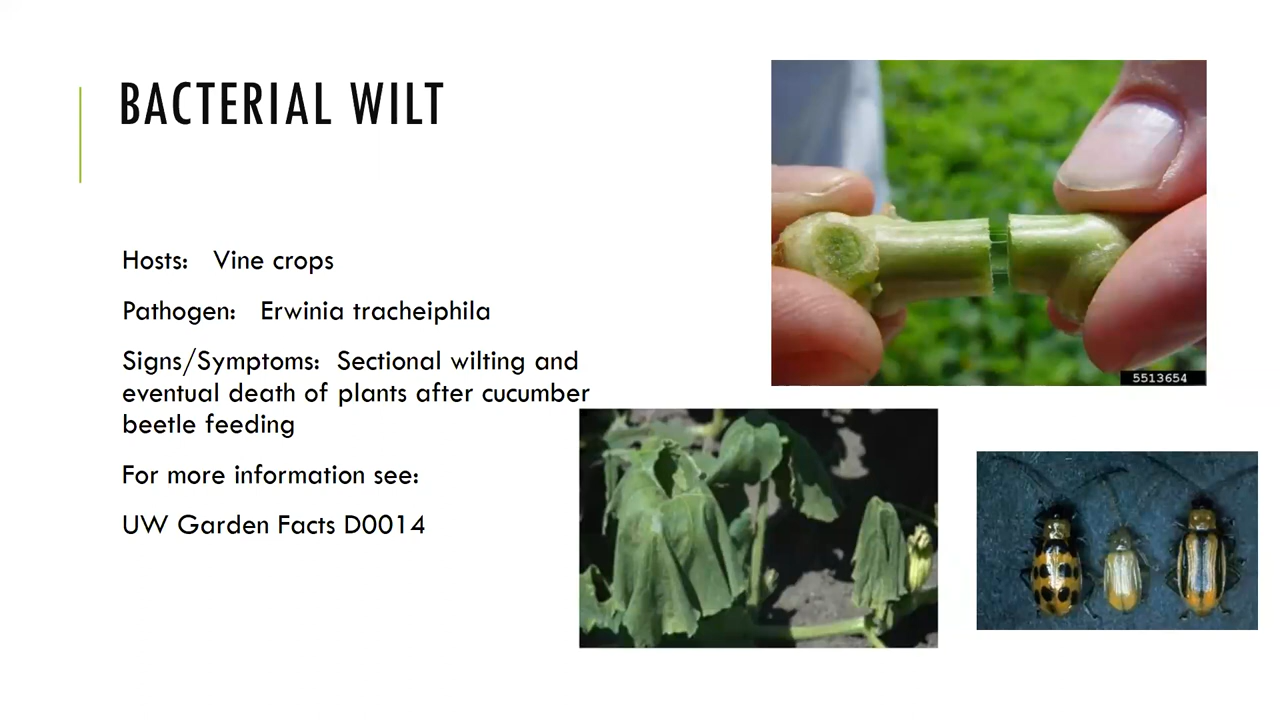 BACTERIAL WILT
Hosts: Vine crops
Pathogen: Erwinia tracheiphila
Signs/Symptoms: Sectional wilting and
eventual death of plants after cucumber
beetle feeding
For more information see:
UW Garden Facts D0014
5513654